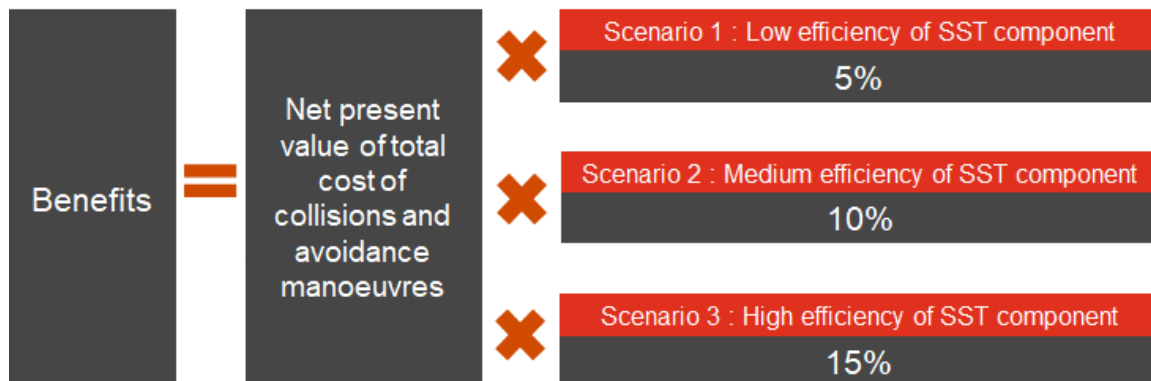 Benefits
Net present
value of total
cost of
collisions and
avoidance
manoeuvres
Scenario 1 : Low efficiency of SST component
5%
Scenario 2 : Medium efficiency of SST component
10%
Scenario 3 : High efficiency of SST component
15%